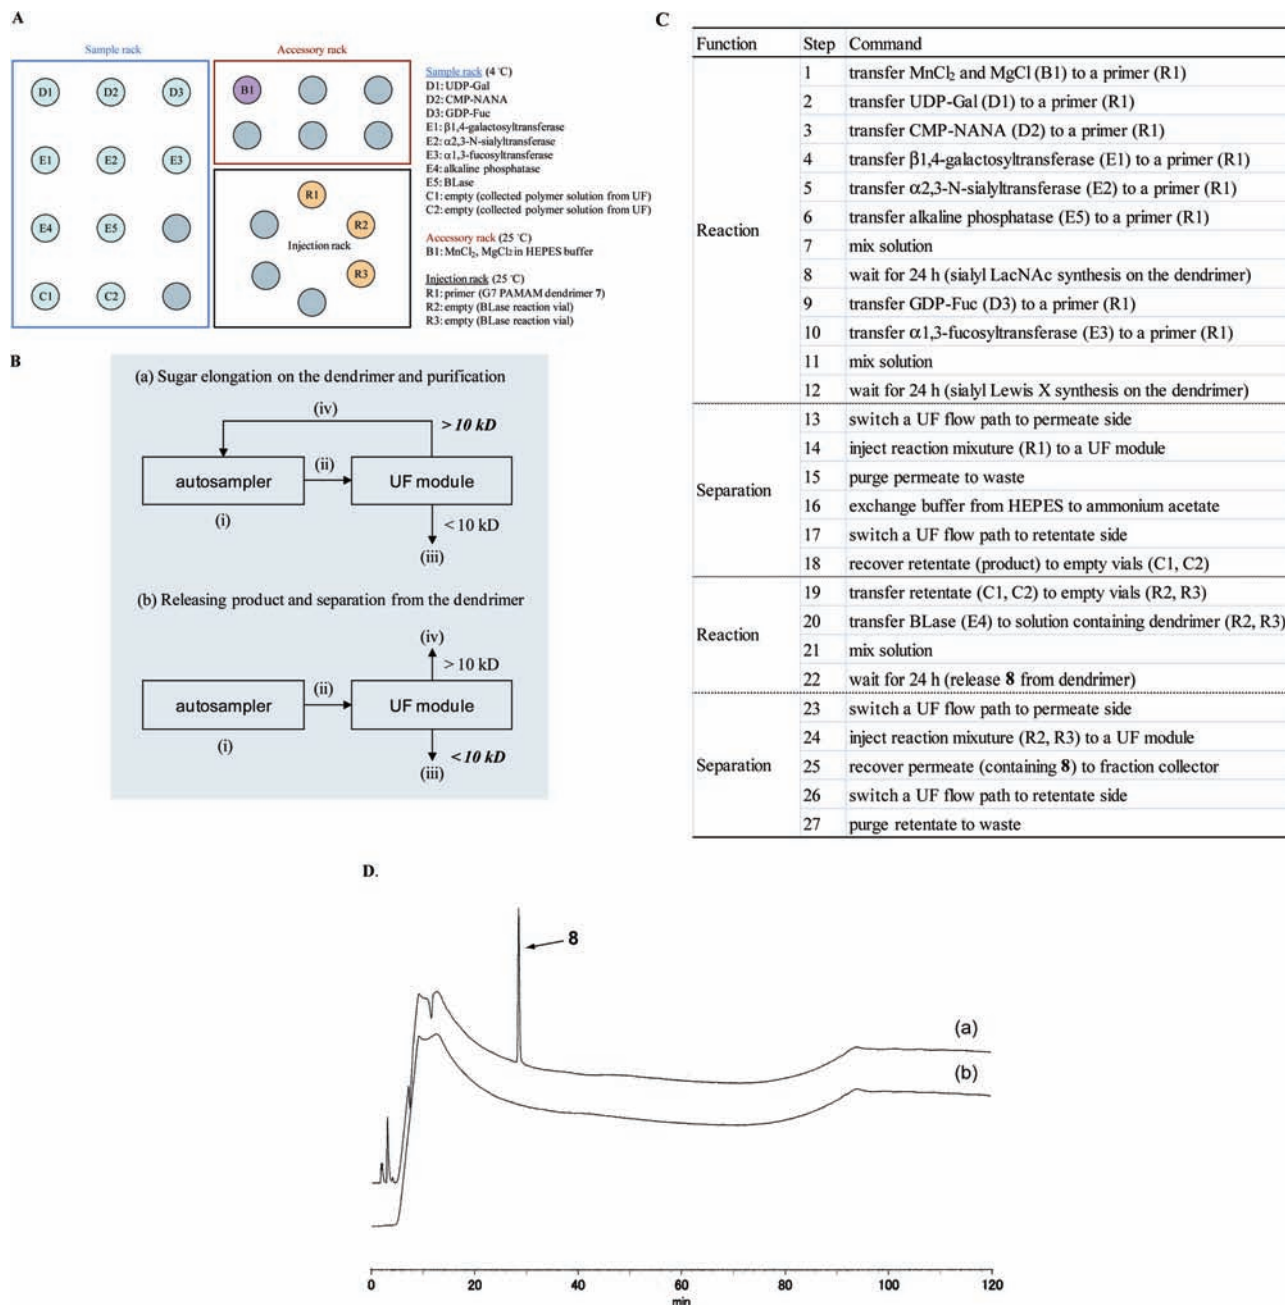 A
Sample rack
Accessory rack
D1 D2 D3
E1 E2 E3
E4 E5
C1 C2
B1
R1
R2
Injection rack
R3
Sample rack (4 ℃)
D1: UDP-Gal
D2: CMP-NANA
D3: GDP-Fuc
E1: β1,4-galactosyltransferase
E2: α2,3-N-sialyltransferase
E3: α1,3-fucosyltransferase
E4: alkaline phosphatase
E5: BLase
C1: empty (collected polymer solution from UF)
C2: empty (collected polymer solution from UF)
Accessory rack (25 ℃)
B1: MnCl₂, MgCl₂ in HEPES buffer
Injection rack (25 ℃)
R1: primer (G7 PAMAM dendrimer 7)
R2: empty (BLase reaction vial)
R3: empty (BLase reaction vial)
B
(a) Sugar elongation on the dendrimer and purification
(iv)
> 10 kD
autosampler
(ii)
UF module
(i)
< 10 kD
(iii)
(b) Releasing product and separation from the dendrimer
(iv)
> 10 kD
autosampler
(ii)
UF module
(i)
< 10 kD
(iii)
C
Function Step Command
Reaction
1 transfer MnCl₂ and MgCl (B1) to a primer (R1)
2 transfer UDP-Gal (D1) to a primer (R1)
3 transfer CMP-NANA (D2) to a primer (R1)
4 transfer β1,4-galactosyltransferase (E1) to a primer (R1)
5 transfer α2,3-N-sialyltransferase (E2) to a primer (R1)
6 transfer alkaline phosphatase (E5) to a primer (R1)
7 mix solution
8 wait for 24 h (sialyl LacNAc synthesis on the dendrimer)
9 transfer GDP-Fuc (D3) to a primer (R1)
10 transfer α1,3-fucosyltransferase (E3) to a primer (R1)
11 mix solution
12 wait for 24 h (sialyl Lewis X synthesis on the dendrimer)
Separation
13 switch a UF flow path to permeate side
14 inject reaction mixuture (R1) to a UF module
15 purge permeate to waste
16 exchange buffer from HEPES to ammonium acetate
17 switch a UF flow path to retentate side
18 recover retentate (product) to empty vials (C1, C2)
Reaction
19 transfer retentate (C1, C2) to empty vials (R2, R3)
20 transfer BLase (E4) to solution containing dendrimer (R2, R3)
21 mix solution
22 wait for 24 h (release 8 from dendrimer)
Separation
23 switch a UF flow path to permeate side
24 inject reaction mixuture (R2, R3) to a UF module
25 recover permeate (containing 8) to fraction collector
26 switch a UF flow path to retentate side
27 purge retentate to waste
D.
8
(a)
(b)
0 20 40 60 80 100 120
min